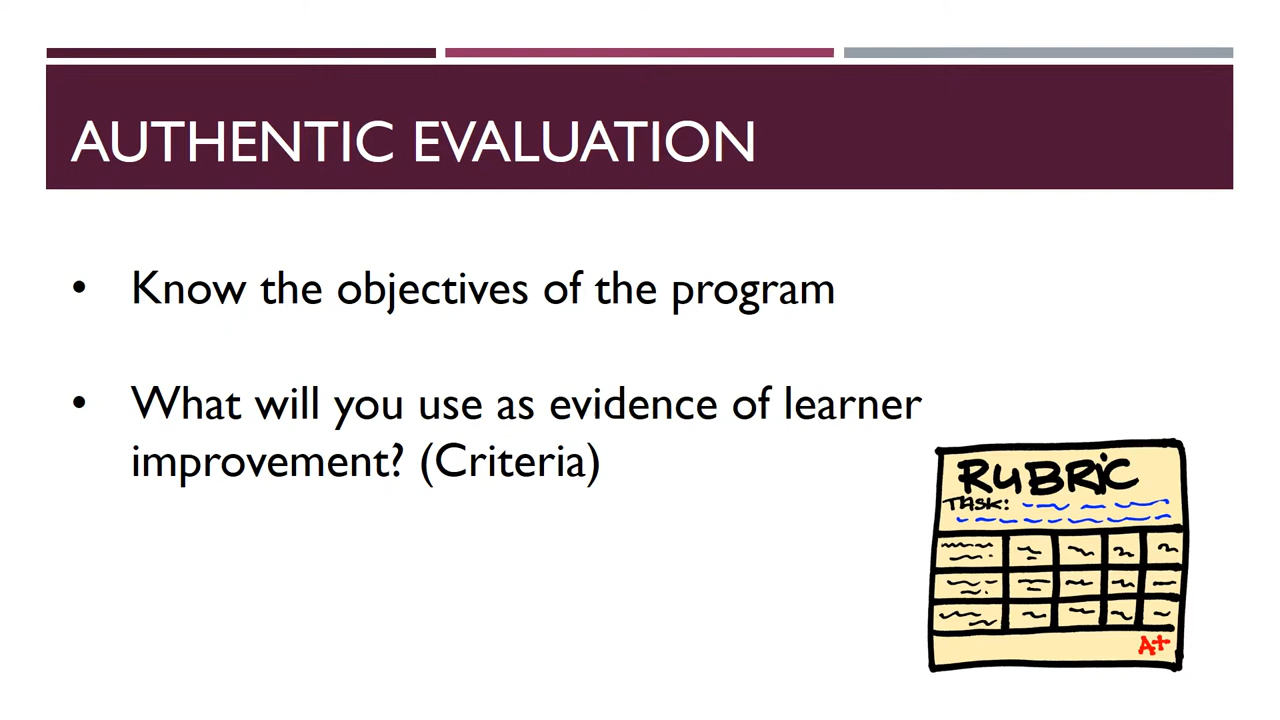 AUTHENTIC EVALUATION
• Know the objectives of the program
• What will you use as evidence of learner
improvement? (Criteria)
RUBRIC
TASK:
A+